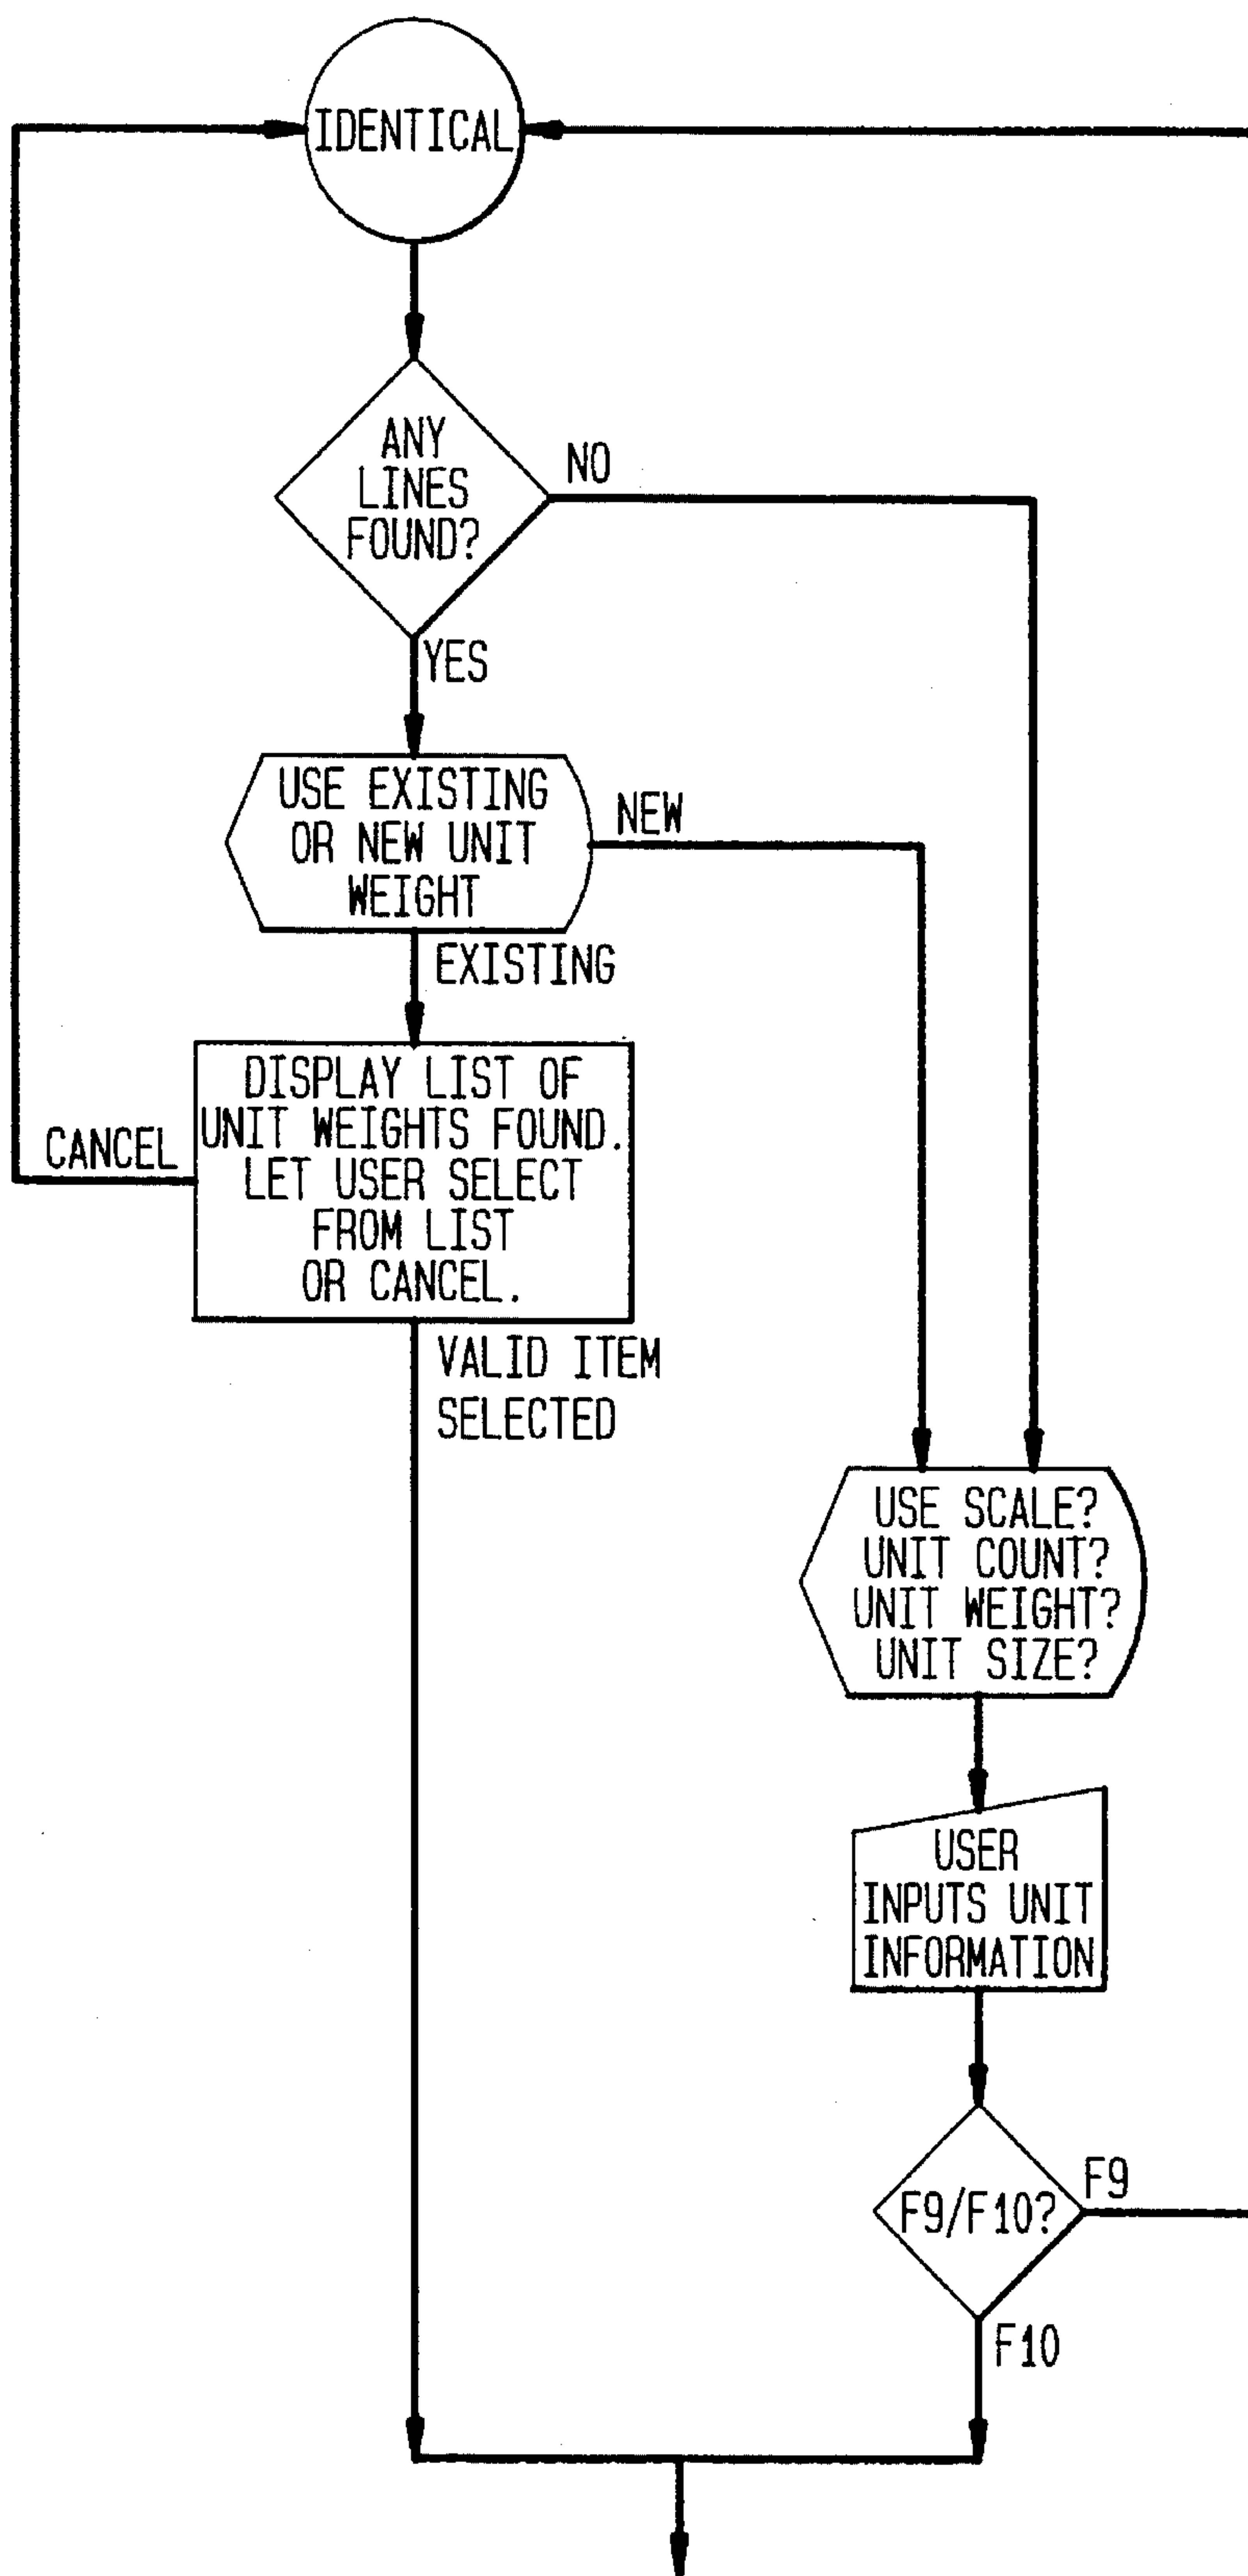 IDENTICAL
ANY
LINES
FOUND?
NO
YES
USE EXISTING
OR NEW UNIT
WEIGHT
NEW
EXISTING
DISPLAY LIST OF
UNIT WEIGHTS FOUND.
LET USER SELECT
FROM LIST
OR CANCEL.
CANCEL
VALID ITEM
SELECTED
USE SCALE?
UNIT COUNT?
UNIT WEIGHT?
UNIT SIZE?
USER
INPUTS UNIT
INFORMATION
F9/F10?
F9
F10